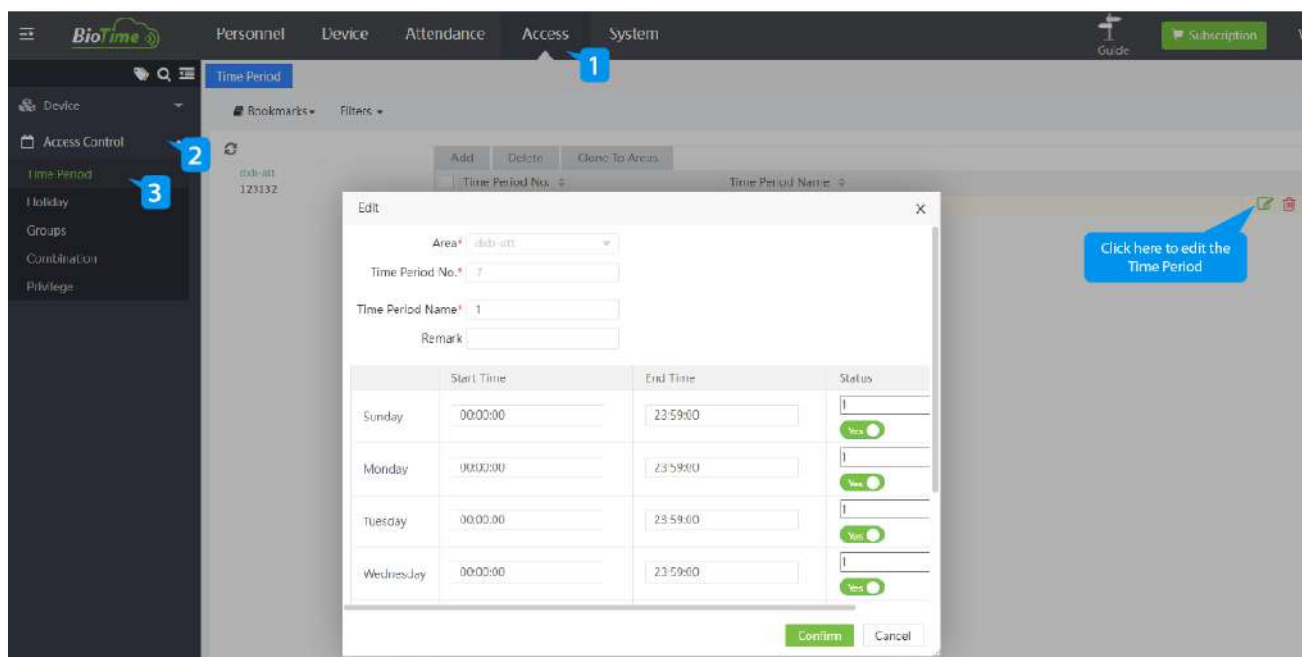 BioTime
Personnel Device Attendance Access System
Guide
Subscription
1
Time Period
Device
Bookmarks Filters
Access Control
2
Time Period
3
123132
Add Delete Clone To Areas
Time Period No. Time Period Name
Holiday
Groups
Combination
Privilege
Click here to edit the
Time Period
Edit X
Area*
Time Period No.* 7
Time Period Name* 1
Remark
Start Time End Time Status
Sunday 00:00:00 23:59:00 1
Yes
Monday 00:00:00 23:59:00 1
Yes
Tuesday 00:00:00 23:59:00 1
Yes
Wednesday 00:00:00 23:59:00 1
Yes
Confirm Cancel